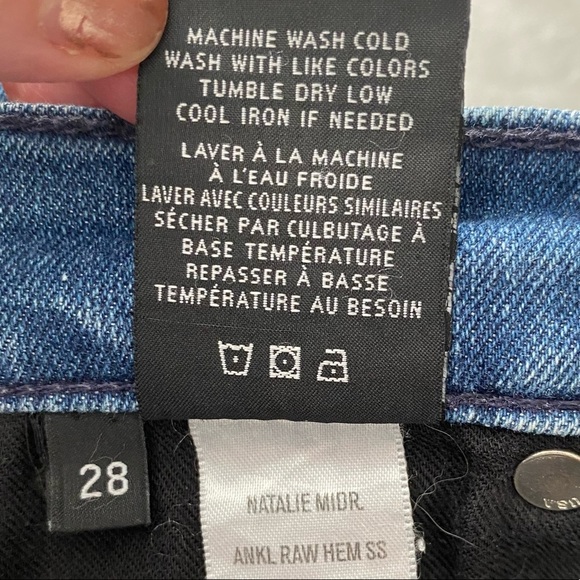 MACHINE WASH COLD
WASH WITH LIKE COLORS
TUMBLE DRY LOW
COOL IRON IF NEEDED
LAVER À LA MACHINE
À L'EAU FROIDE
LAVER AVEC COULEURS SIMILAIRES
SÉCHER PAR CULBUTAGE À
BASE TEMPÉRATURE
REPASSER À BASSE
TEMPÉRATURE AU BESOIN
28
NATALIE MIDR.
ANKL RAW HEM SS